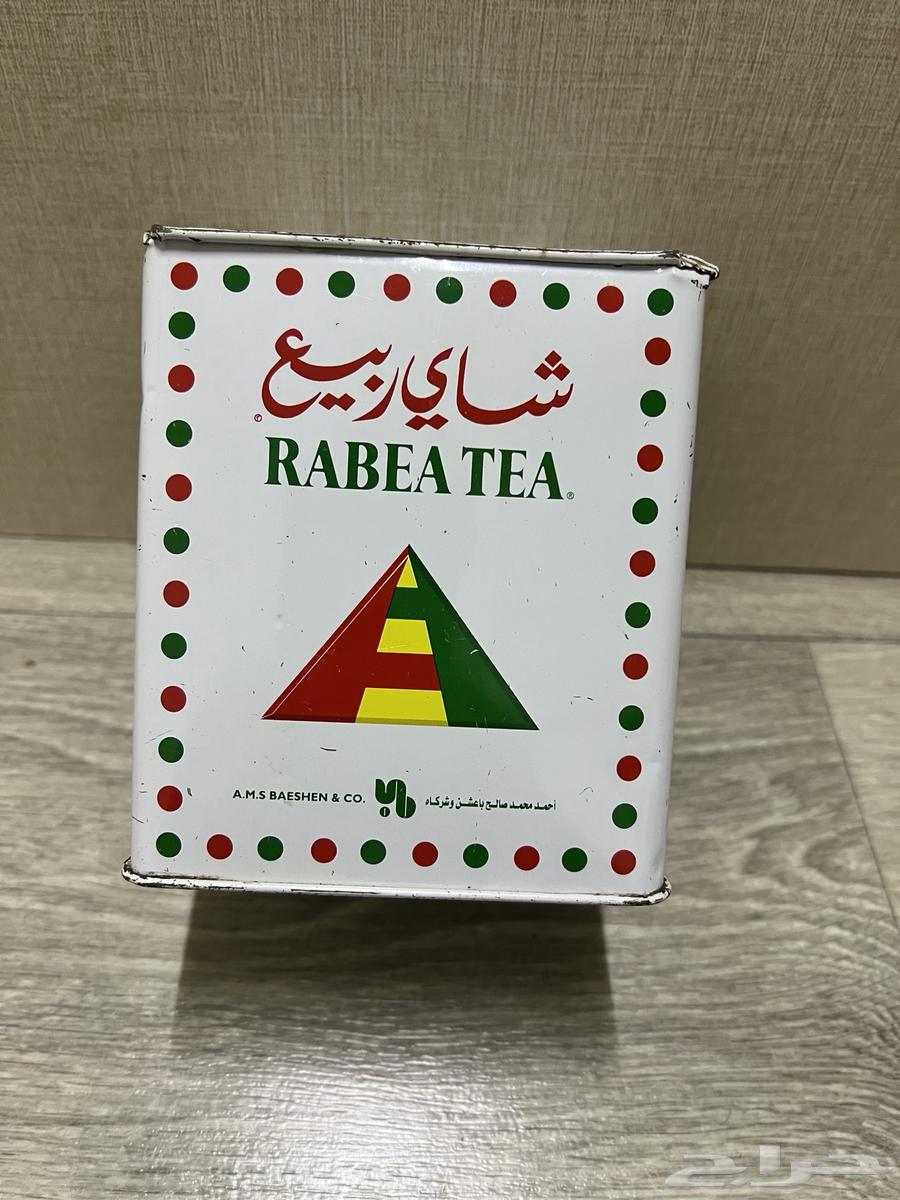 شاي ربيع
©
RABEA TEA®
A.M.S BAESHEN & CO. أحمد محمد صالح باعشن وشركاه
حراج